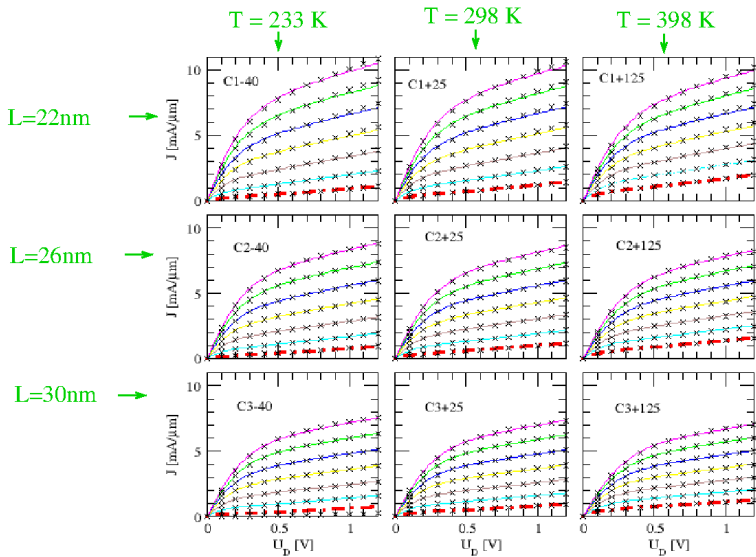 T = 233 K
T = 298 K
T = 398 K
L=22nm
J [mA/μm]
10
5
0
C1−40
C1+25
C1+125
L=26nm
J [mA/μm]
10
5
0
C2−40
C2+25
C2+125
L=30nm
J [mA/μm]
10
5
0
C3−40
C3+25
C3+125
0 0.5 1
0 0.5 1
0 0.5 1
U_D [V]
U_D [V]
U_D [V]